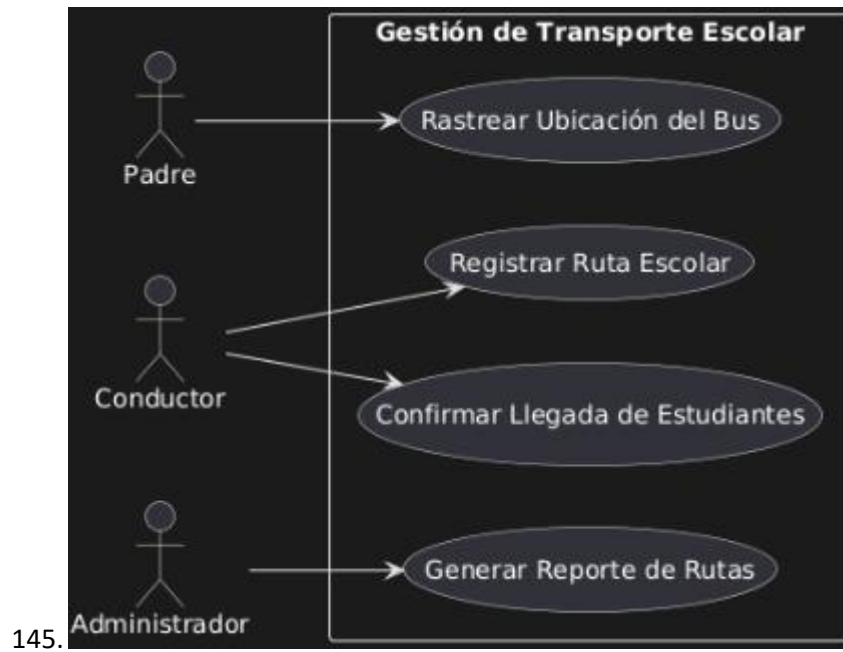 Gestión de Transporte Escolar
Rastrear Ubicación del Bus
Padre
Registrar Ruta Escolar
Conductor
Confirmar Llegada de Estudiantes
Generar Reporte de Rutas
145.
Administrador